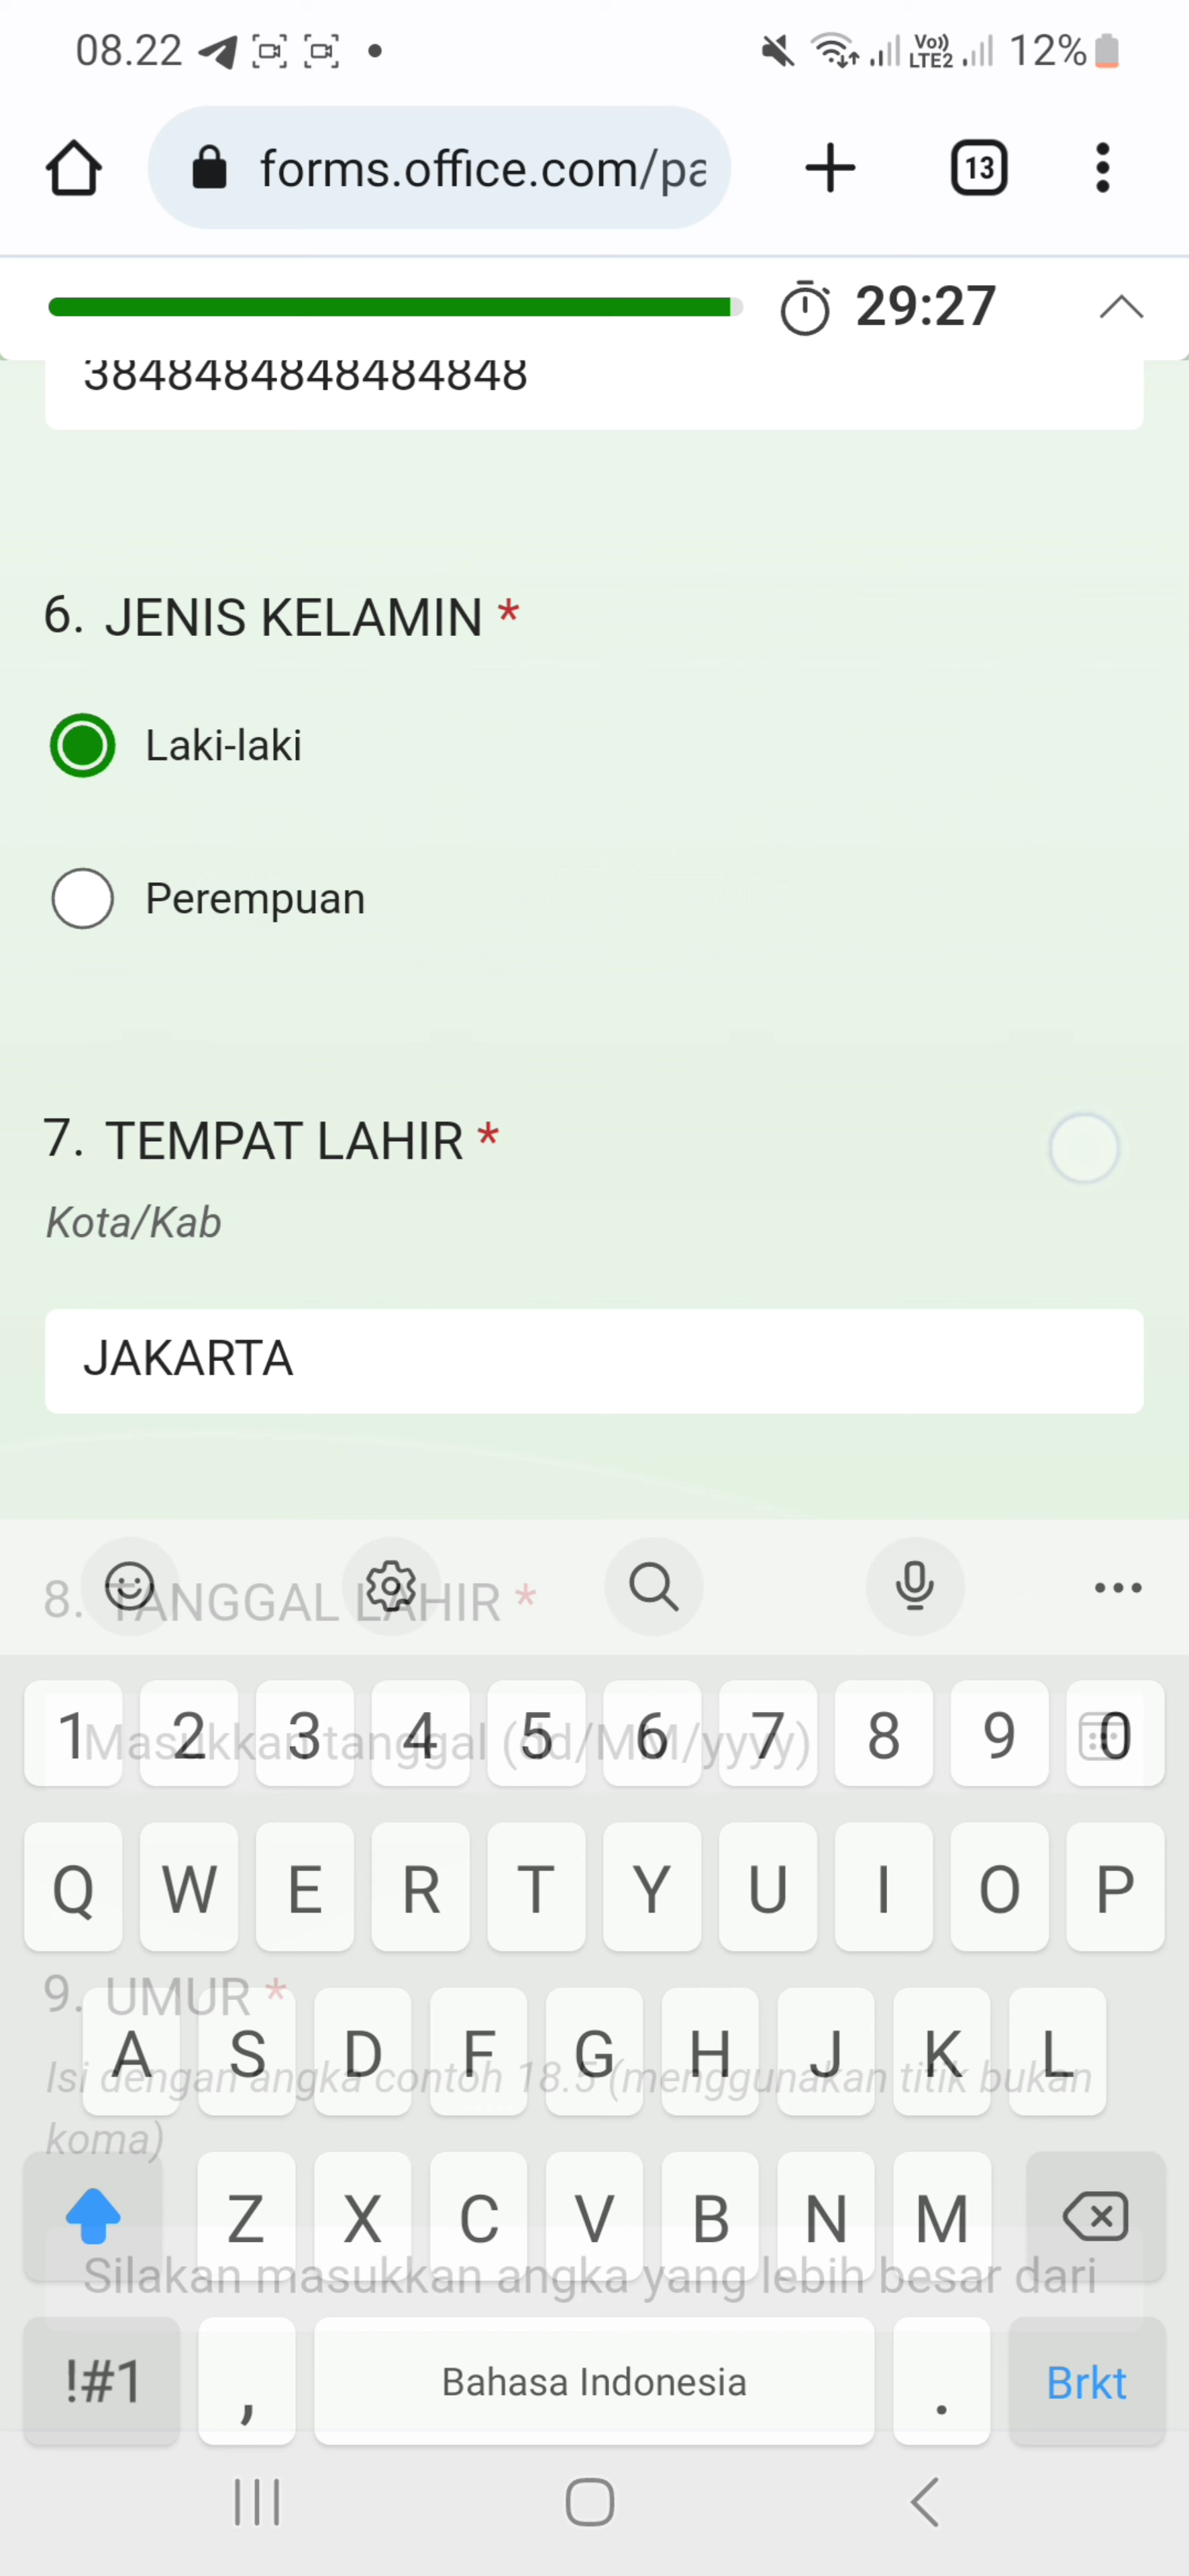 08.22
Vo))
LTE2
12%
forms.office.com/pa
13
29:27
3848484848484848
6. JENIS KELAMIN *
Laki-laki
Perempuan
7. TEMPAT LAHIR *
Kota/Kab
JAKARTA
8. TANGGAL LAHIR *
Masukkan tanggal (dd/MM/yyyy)
1 2 3 4 5 6 7 8 9 0
Q W E R T Y U I O P
9. UMUR *
A S D F G H J K L
Isi dengan angka contoh 18.5 (menggunakan titik bukan
koma)
Z X C V B N M
Silakan masukkan angka yang lebih besar dari
!#1 , Bahasa Indonesia . Brkt